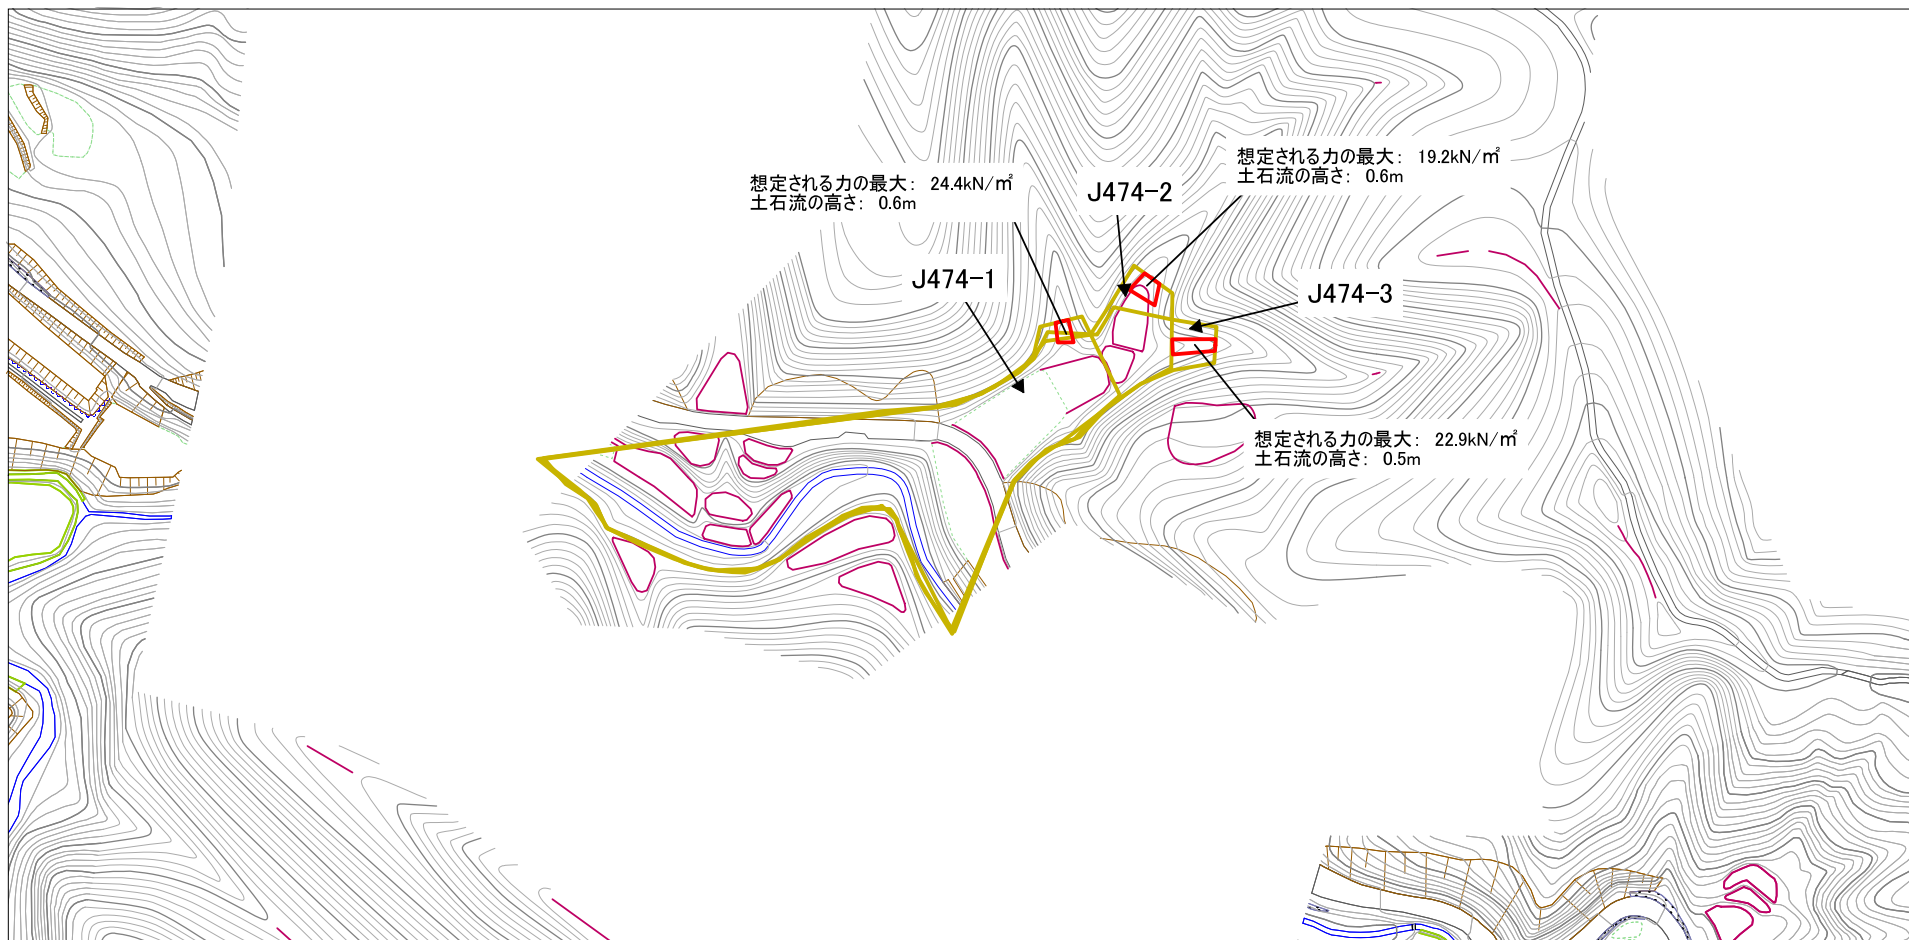 想定される力の最大: 19.2kN/㎡
土石流の高さ: 0.6m
想定される力の最大: 24.4kN/㎡
土石流の高さ: 0.6m
J474-2
J474-1
J474-3
想定される力の最大: 22.9kN/㎡
土石流の高さ: 0.5m